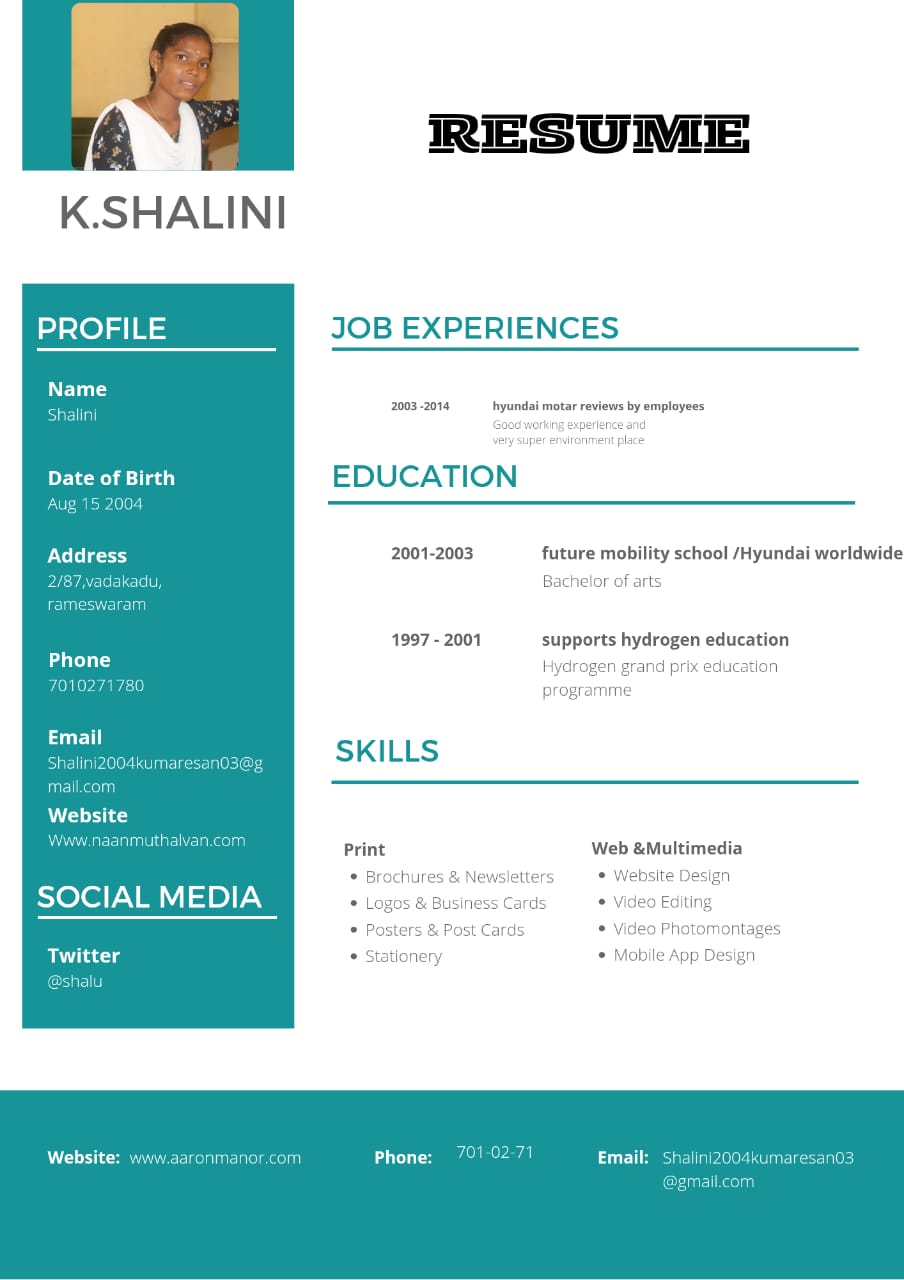 RESUME
K.SHALINI
PROFILE
Name
Shalini
Date of Birth
Aug 15 2004
Address
2/87,vadakadu,
rameswaram
Phone
7010271780
Email
Shalini2004kumaresan03@g
mail.com
Website
Www.naanmuthalvan.com
SOCIAL MEDIA
Twitter
@shalu
JOB EXPERIENCES
2003 -2014 hyundai motar reviews by employees
Good working experience and
very super environment place
EDUCATION
2001-2003 future mobility school /Hyundai worldwide
Bachelor of arts
1997 - 2001 supports hydrogen education
Hydrogen grand prix education
programme
SKILLS
Print
• Brochures & Newsletters
• Logos & Business Cards
• Posters & Post Cards
• Stationery
Web &Multimedia
• Website Design
• Video Editing
• Video Photomontages
• Mobile App Design
Website: www.aaronmanor.com
Phone: 701-02-71
Email: Shalini2004kumaresan03
@gmail.com